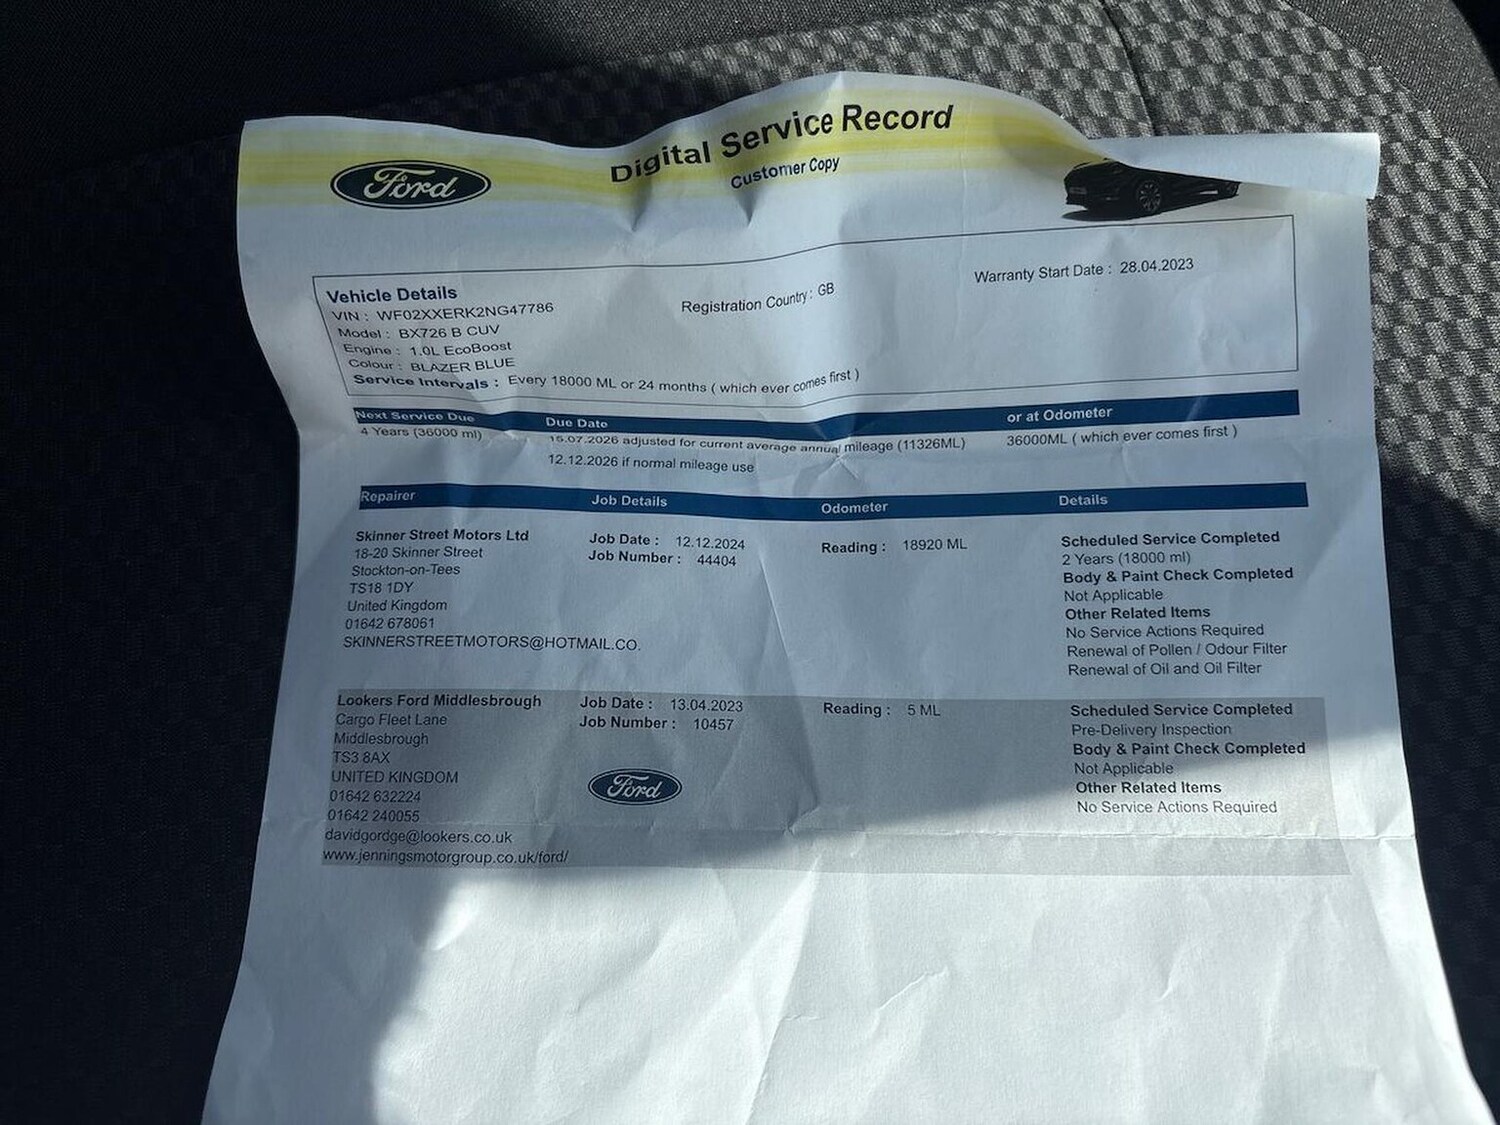 Digital Service Record
Ford
Customer Copy
Vehicle Details
VIN : WF02XXERK2NG47786
Registration Country : GB
Warranty Start Date : 28.04.2023
Model : BX726 B CUV
Engine : 1.0L EcoBoost
Colour : BLAZER BLUE
Service Intervals : Every 18000 ML or 24 months ( which ever comes first )
Next Service Due Due Date or at Odometer
4 Years (36000 ml) 15.07.2026 adjusted for current average annual mileage (11326ML) 36000ML ( which ever comes first )
12.12.2026 if normal mileage use
Repairer Job Details Odometer Details
Skinner Street Motors Ltd
18-20 Skinner Street
Stockton-on-Tees
TS18 1DY
United Kingdom
01642 678061
SKINNERSTREETMOTORS@HOTMAIL.CO.
Job Date : 12.12.2024
Job Number : 44404
Reading : 18920 ML
Scheduled Service Completed
2 Years (18000 ml)
Body & Paint Check Completed
Not Applicable
Other Related Items
No Service Actions Required
Renewal of Pollen / Odour Filter
Renewal of Oil and Oil Filter
Lookers Ford Middlesbrough
Cargo Fleet Lane
Middlesbrough
TS3 8AX
UNITED KINGDOM
01642 632224
01642 240055
davidgordge@lookers.co.uk
www.jenningsmotorgroup.co.uk/ford/
Job Date : 13.04.2023
Job Number : 10457
Ford
Reading : 5 ML
Scheduled Service Completed
Pre-Delivery Inspection
Body & Paint Check Completed
Not Applicable
Other Related Items
No Service Actions Required